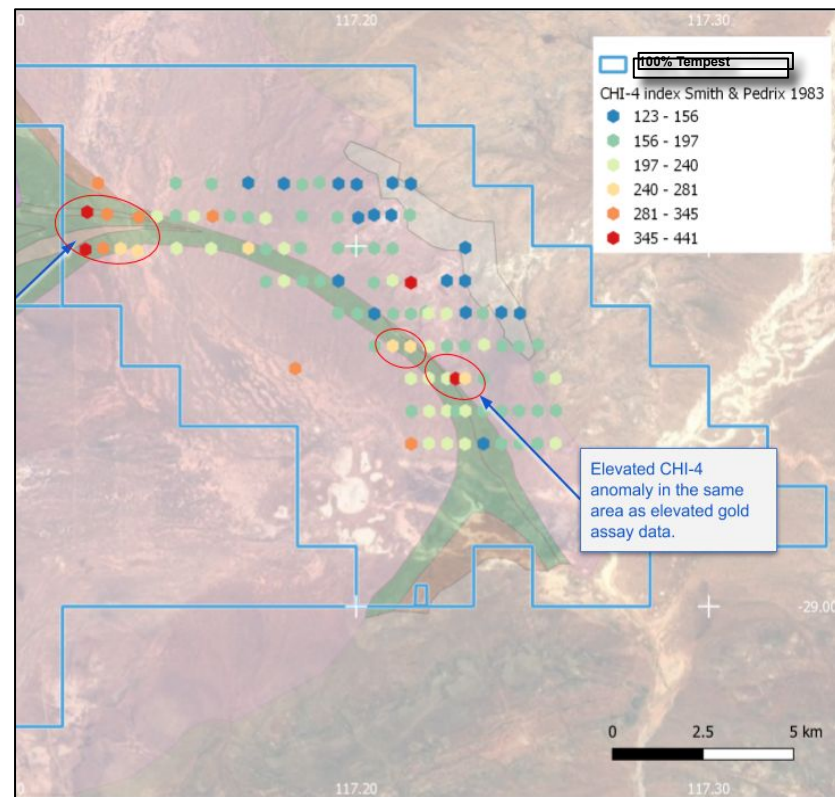 0
117.20
117.30
100% Tempest
CHI-4 index Smith & Pedrix 1983
123 - 156
156 - 197
197 - 240
240 - 281
281 - 345
345 - 441
Elevated CHI-4
anomaly in the same
area as elevated gold
assay data.
-29.00
0 2.5 5 km
0
117.20
117.30